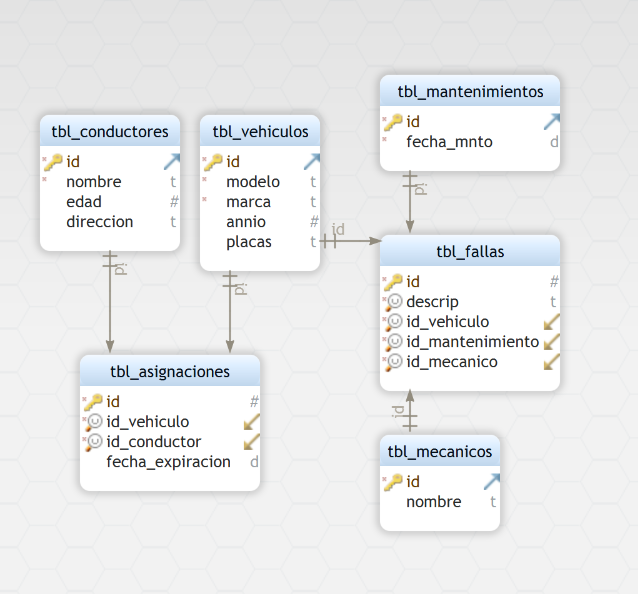 tbl_conductores
id
nombre t
edad #
direccion t
id
tbl_vehiculos
id
modelo t
marca t
annio #
placas t
id
id
tbl_mantenimientos
id
fecha_mnto d
id
tbl_fallas
id #
descrip t
id_vehiculo
id_mantenimiento
id_mecanico
tbl_asignaciones
id #
id_vehiculo
id_conductor
fecha_expiracion d
id
tbl_mecanicos
id
nombre t